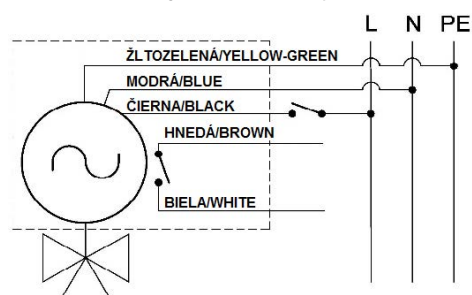 L N PE
ŽLTOZELENÁ/YELLOW-GREEN
MODRÁ/BLUE
ČIERNA/BLACK
HNEDÁ/BROWN
BIELA/WHITE